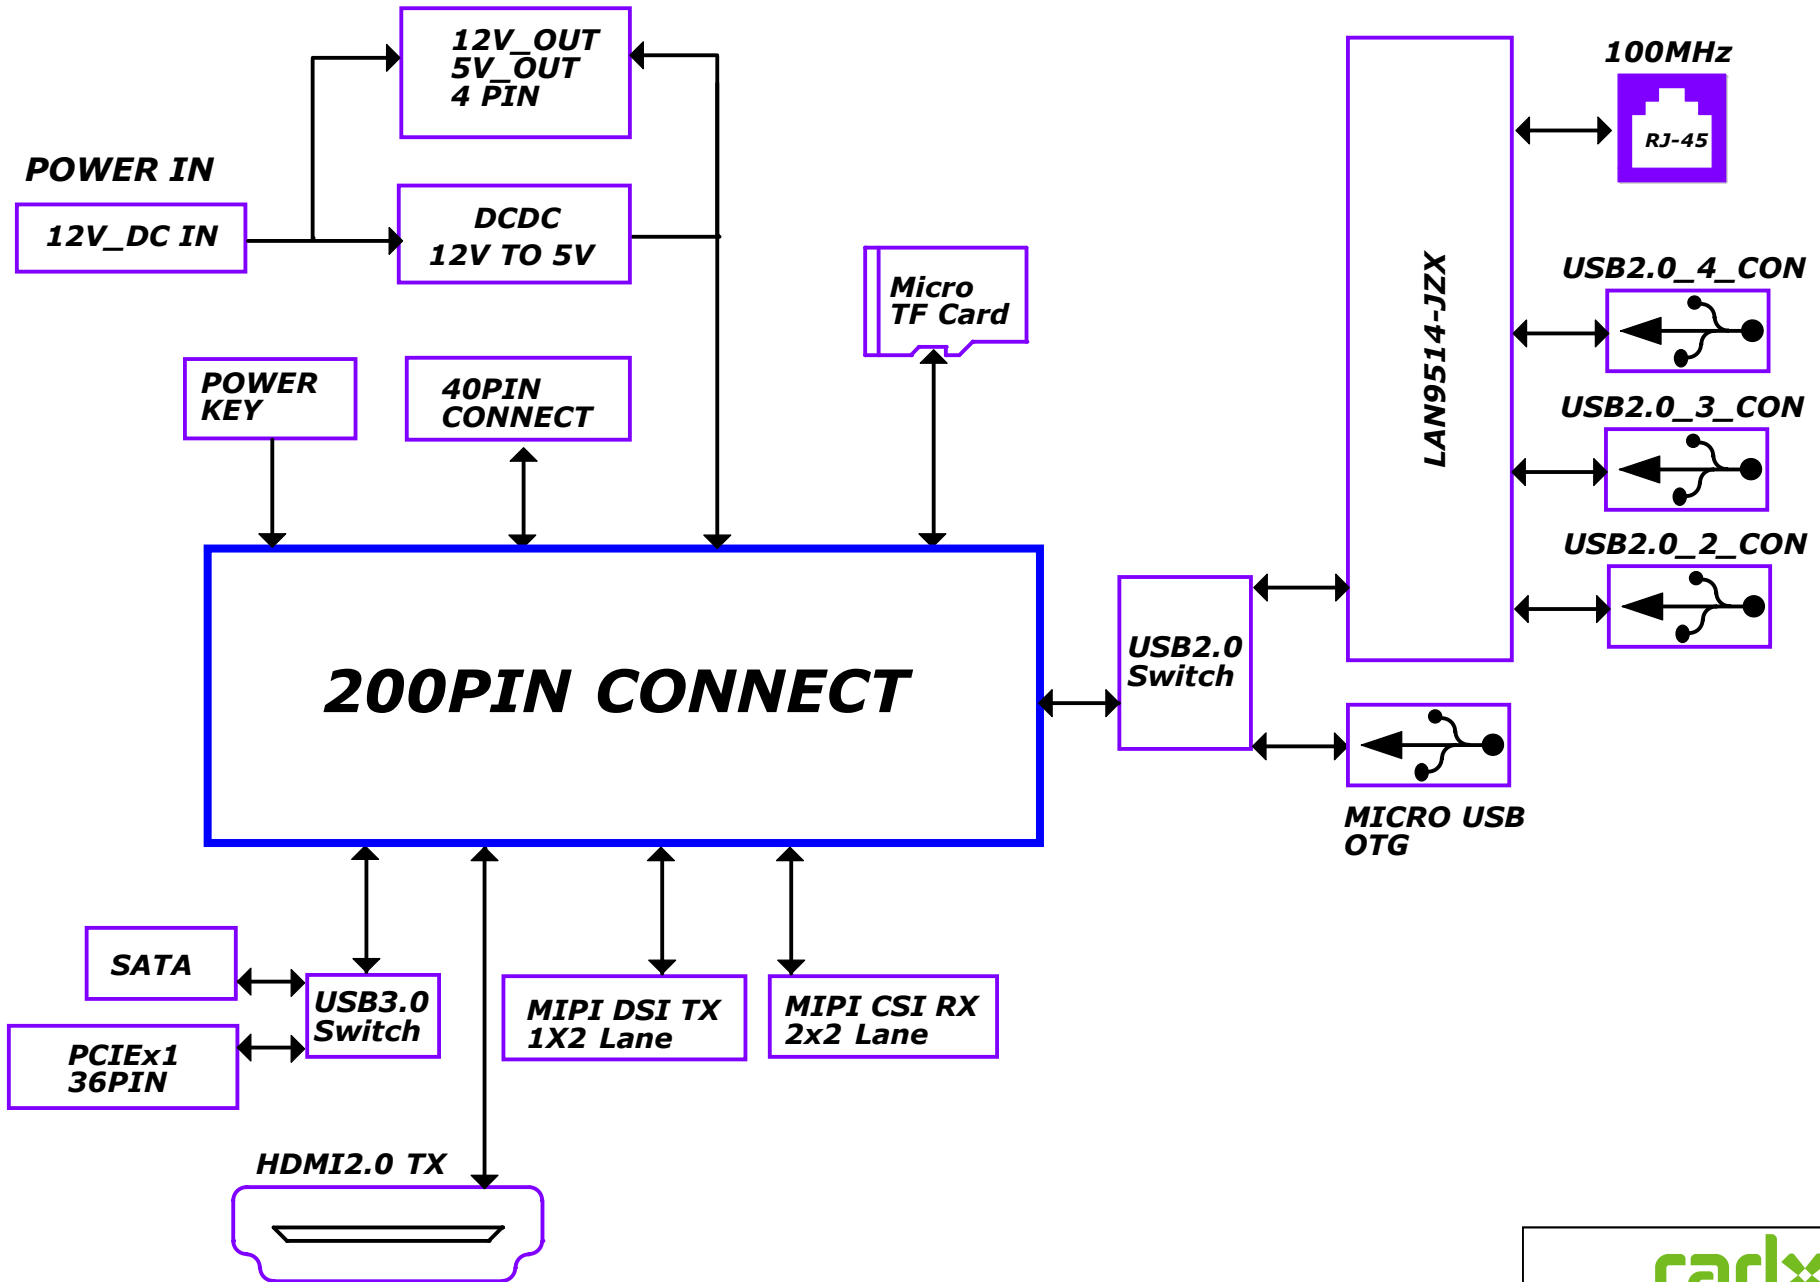 12V_OUT
5V_OUT
4 PIN
POWER IN
12V_DC IN
DCDC
12V TO 5V
Micro
TF Card
POWER
KEY
40PIN
CONNECT
200PIN CONNECT
USB2.0
Switch
LAN9514-JZX
100MHz
RJ-45
USB2.0_4_CON
USB2.0_3_CON
USB2.0_2_CON
MICRO USB
OTG
SATA
PCIEx1
36PIN
USB3.0
Switch
MIPI DSI TX
1X2 Lane
MIPI CSI RX
2x2 Lane
HDMI2.0 TX